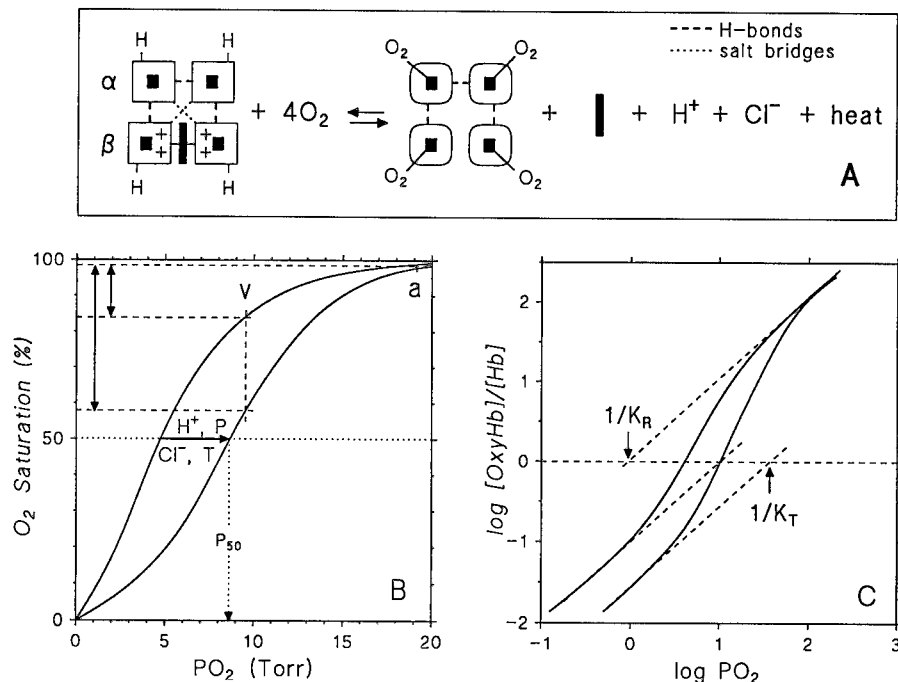 H H
---- H-bonds
........ salt bridges
α
β
+ +
+ +
H H
+ 4O₂ ⇌
O₂ O₂
O₂ O₂
+ + H⁺ + Cl⁻ + heat
A
O₂ Saturation (%)
100
50
0
V
a
H⁺, P
Cl⁻, T
P₅₀
B
0 5 10 15 20
PO₂ (Torr)
log [OxyHb]/[Hb]
2
1
0
-1
-2
1/K_R
1/K_T
C
-1 0 1 2 3
log PO₂